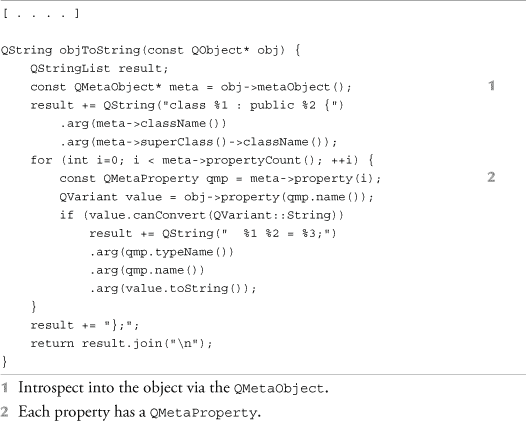 [ . . . . ]
QString objToString(const QObject* obj) {
    QStringList result;
    const QMetaObject* meta = obj->metaObject(); 1
    result += QString("class %1 : public %2 {")
        .arg(meta->className())
        .arg(meta->superClass()->className());
    for (int i=0; i < meta->propertyCount(); ++i) {
        const QMetaProperty qmp = meta->property(i); 2
        QVariant value = obj->property(qmp.name());
        if (value.canConvert(QVariant::String))
            result += QString("  %1 %2 = %3;")
            .arg(qmp.typeName())
            .arg(qmp.name())
            .arg(value.toString());
    }
    result += "};";
    return result.join("\n");
}
1 Introspect into the object via the QMetaObject.
2 Each property has a QMetaProperty.